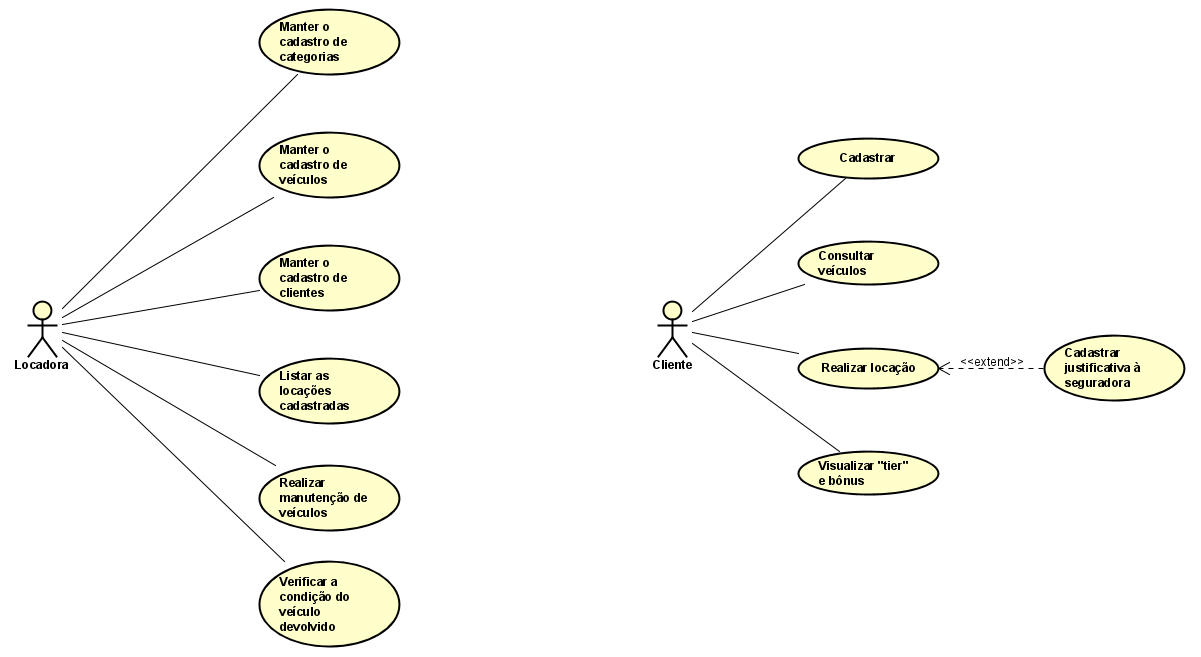 Manter o
cadastro de
categorias
Manter o
cadastro de
veículos
Manter o
cadastro de
clientes
Locadora
Listar as
locações
cadastradas
Realizar
manutenção de
veículos
Verificar a
condição do
veículo
devolvido
Cadastrar
Consultar
veículos
Cliente
Realizar locação
<<extend>>
Cadastrar
justificativa à
seguradora
Visualizar "tier"
e bônus